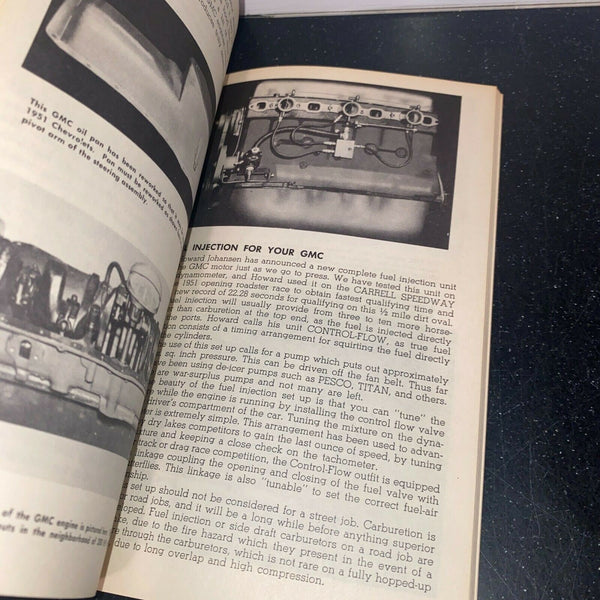 This GMC oil pan has been reworked to
1951 Chevrolets. Pan must be reworked
pivot arm of the steering assembly.
of the GMC engine is pictured
in the neighborhood of
INJECTION FOR YOUR GMC
oward Johansen has announced a new complete fuel injection unit
GMC motor just as we go to press. We have tested this unit on
dynamometer, and Howard used it on the CARRELL SPEEDWAY
1951 opening roadster race to obtain fastest qualifying time and
new record of 22.28 seconds for qualifying on this ½ mile dirt oval.
injection will usually provide from three to ten more horse-
than carburetion at the top end, as the fuel is injected directly
ports. Howard calls his unit CONTROL-FLOW, as true fuel
on consists of a timing arrangement for squirting the fuel directly
cylinders.
use of this set up calls for a pump which puts out approximately
sq. inch pressure. This can be driven off the fan belt. Thus far
been using de-icer pumps such as PESCO, TITAN, and others.
are war-surplus pumps and not many are left.
beauty of the fuel injection set up is that you can "tune" the
while the engine is running by installing the control flow valve
driver's compartment of the car. Tuning the mixture on the dyna-
er is extremely simple. This arrangement has been used to advan-
dry lakes competitors to gain the last ounce of speed, by tuning
xture and keeping a close check on the tachometer.
track or drag race competition, the Control-Flow outfit is equipped
linkage coupling the opening and closing of the fuel valve with
tterflies. This linkage is also "tunable" to set the correct fuel-air
nship.
set up should not be considered for a street job. Carburetion is
road jobs, and it will be a long while before anything superior
loped. Fuel injection or side draft carburetors on a road job are
ke, due to the fire hazard which they present in the event of a
e through the carburetors, which is not rare on a fully hopped-up
due to long overlap and high compression.